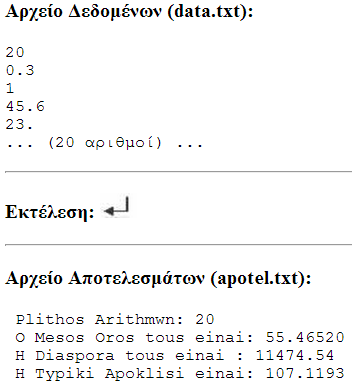 Αρχείο Δεδομένων (data.txt):
20
0.3
1
45.6
23.
... (20 αριθμοί) ...
Εκτέλεση:
Αρχείο Αποτελεσμάτων (apotel.txt):
Plithos Arithmwn: 20
O Mesos Oros tous einai: 55.46520
H Diaspora tous einai : 11474.54
H Typiki Apoklisi einai: 107.1193